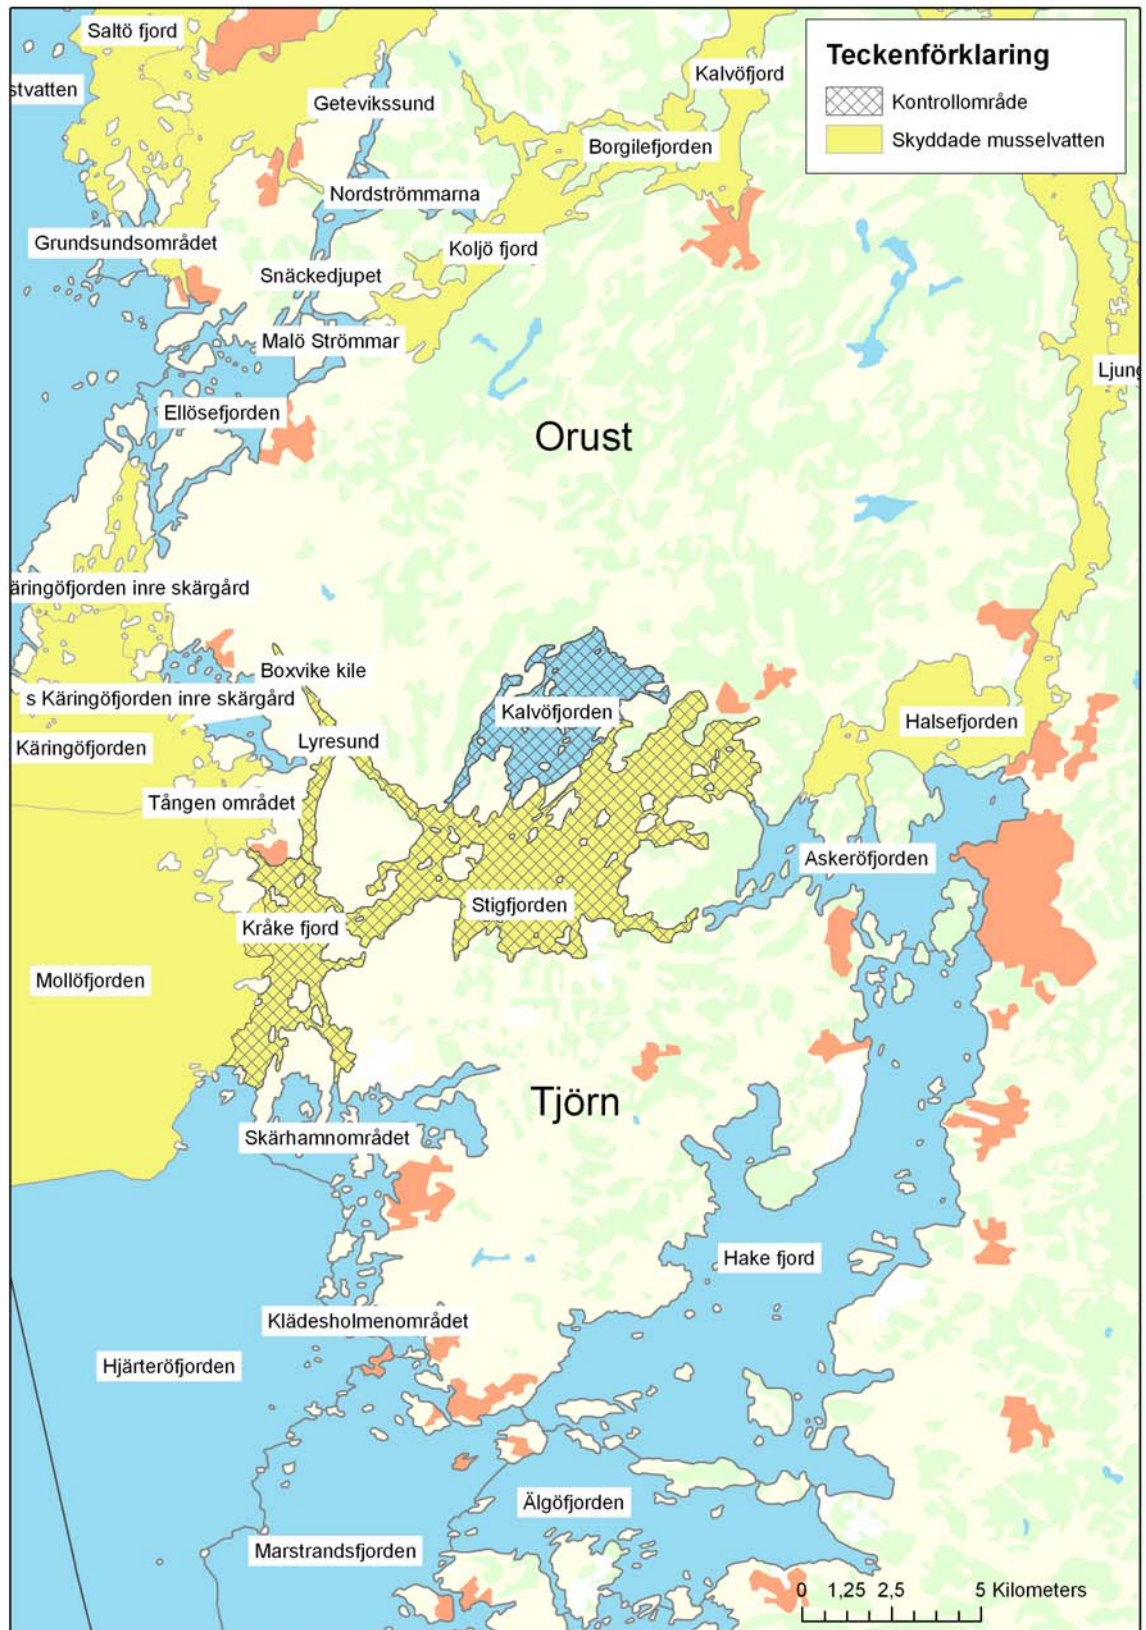 Saltö fjord
Teckenförklaring
Kalvöfjord
stvatten
Kontrollområde
Getevikssund
Skyddade musselvatten
Borgilefjorden
Nordströmmarna
Grundsundsområdet
Koljö fjord
Snäckedjupet
Malö Strömmar
Ljung
Ellösefjorden
Orust
äringöfjorden inre skärgård
Boxvike kile
s Käringöfjorden inre skärgård
Kalvöfjorden
Halsefjorden
Lyresund
Käringöfjorden
Tången området
Askeröfjorden
Stigfjorden
Kråke fjord
Mollöfjorden
Tjörn
Skärhamnområdet
Hake fjord
Klädesholmenområdet
Hjärteröfjorden
Älgöfjorden
Marstrandsfjorden
0 1,25 2,5 5 Kilometers